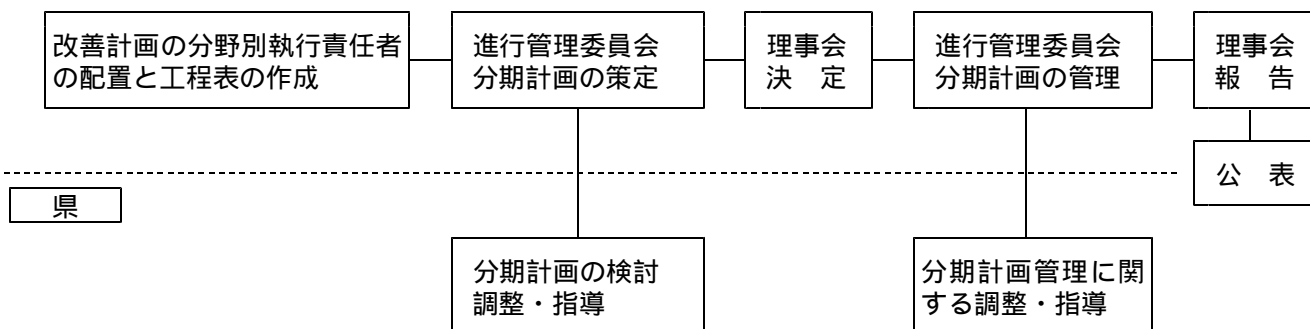 改善計画の分野別執行責任者
の配置と工程表の作成
進行管理委員会
分期計画の策定
理事会
決　定
進行管理委員会
分期計画の管理
理事会
報　告
公　表
県
分期計画の検討
調整・指導
分期計画管理に関
する調整・指導